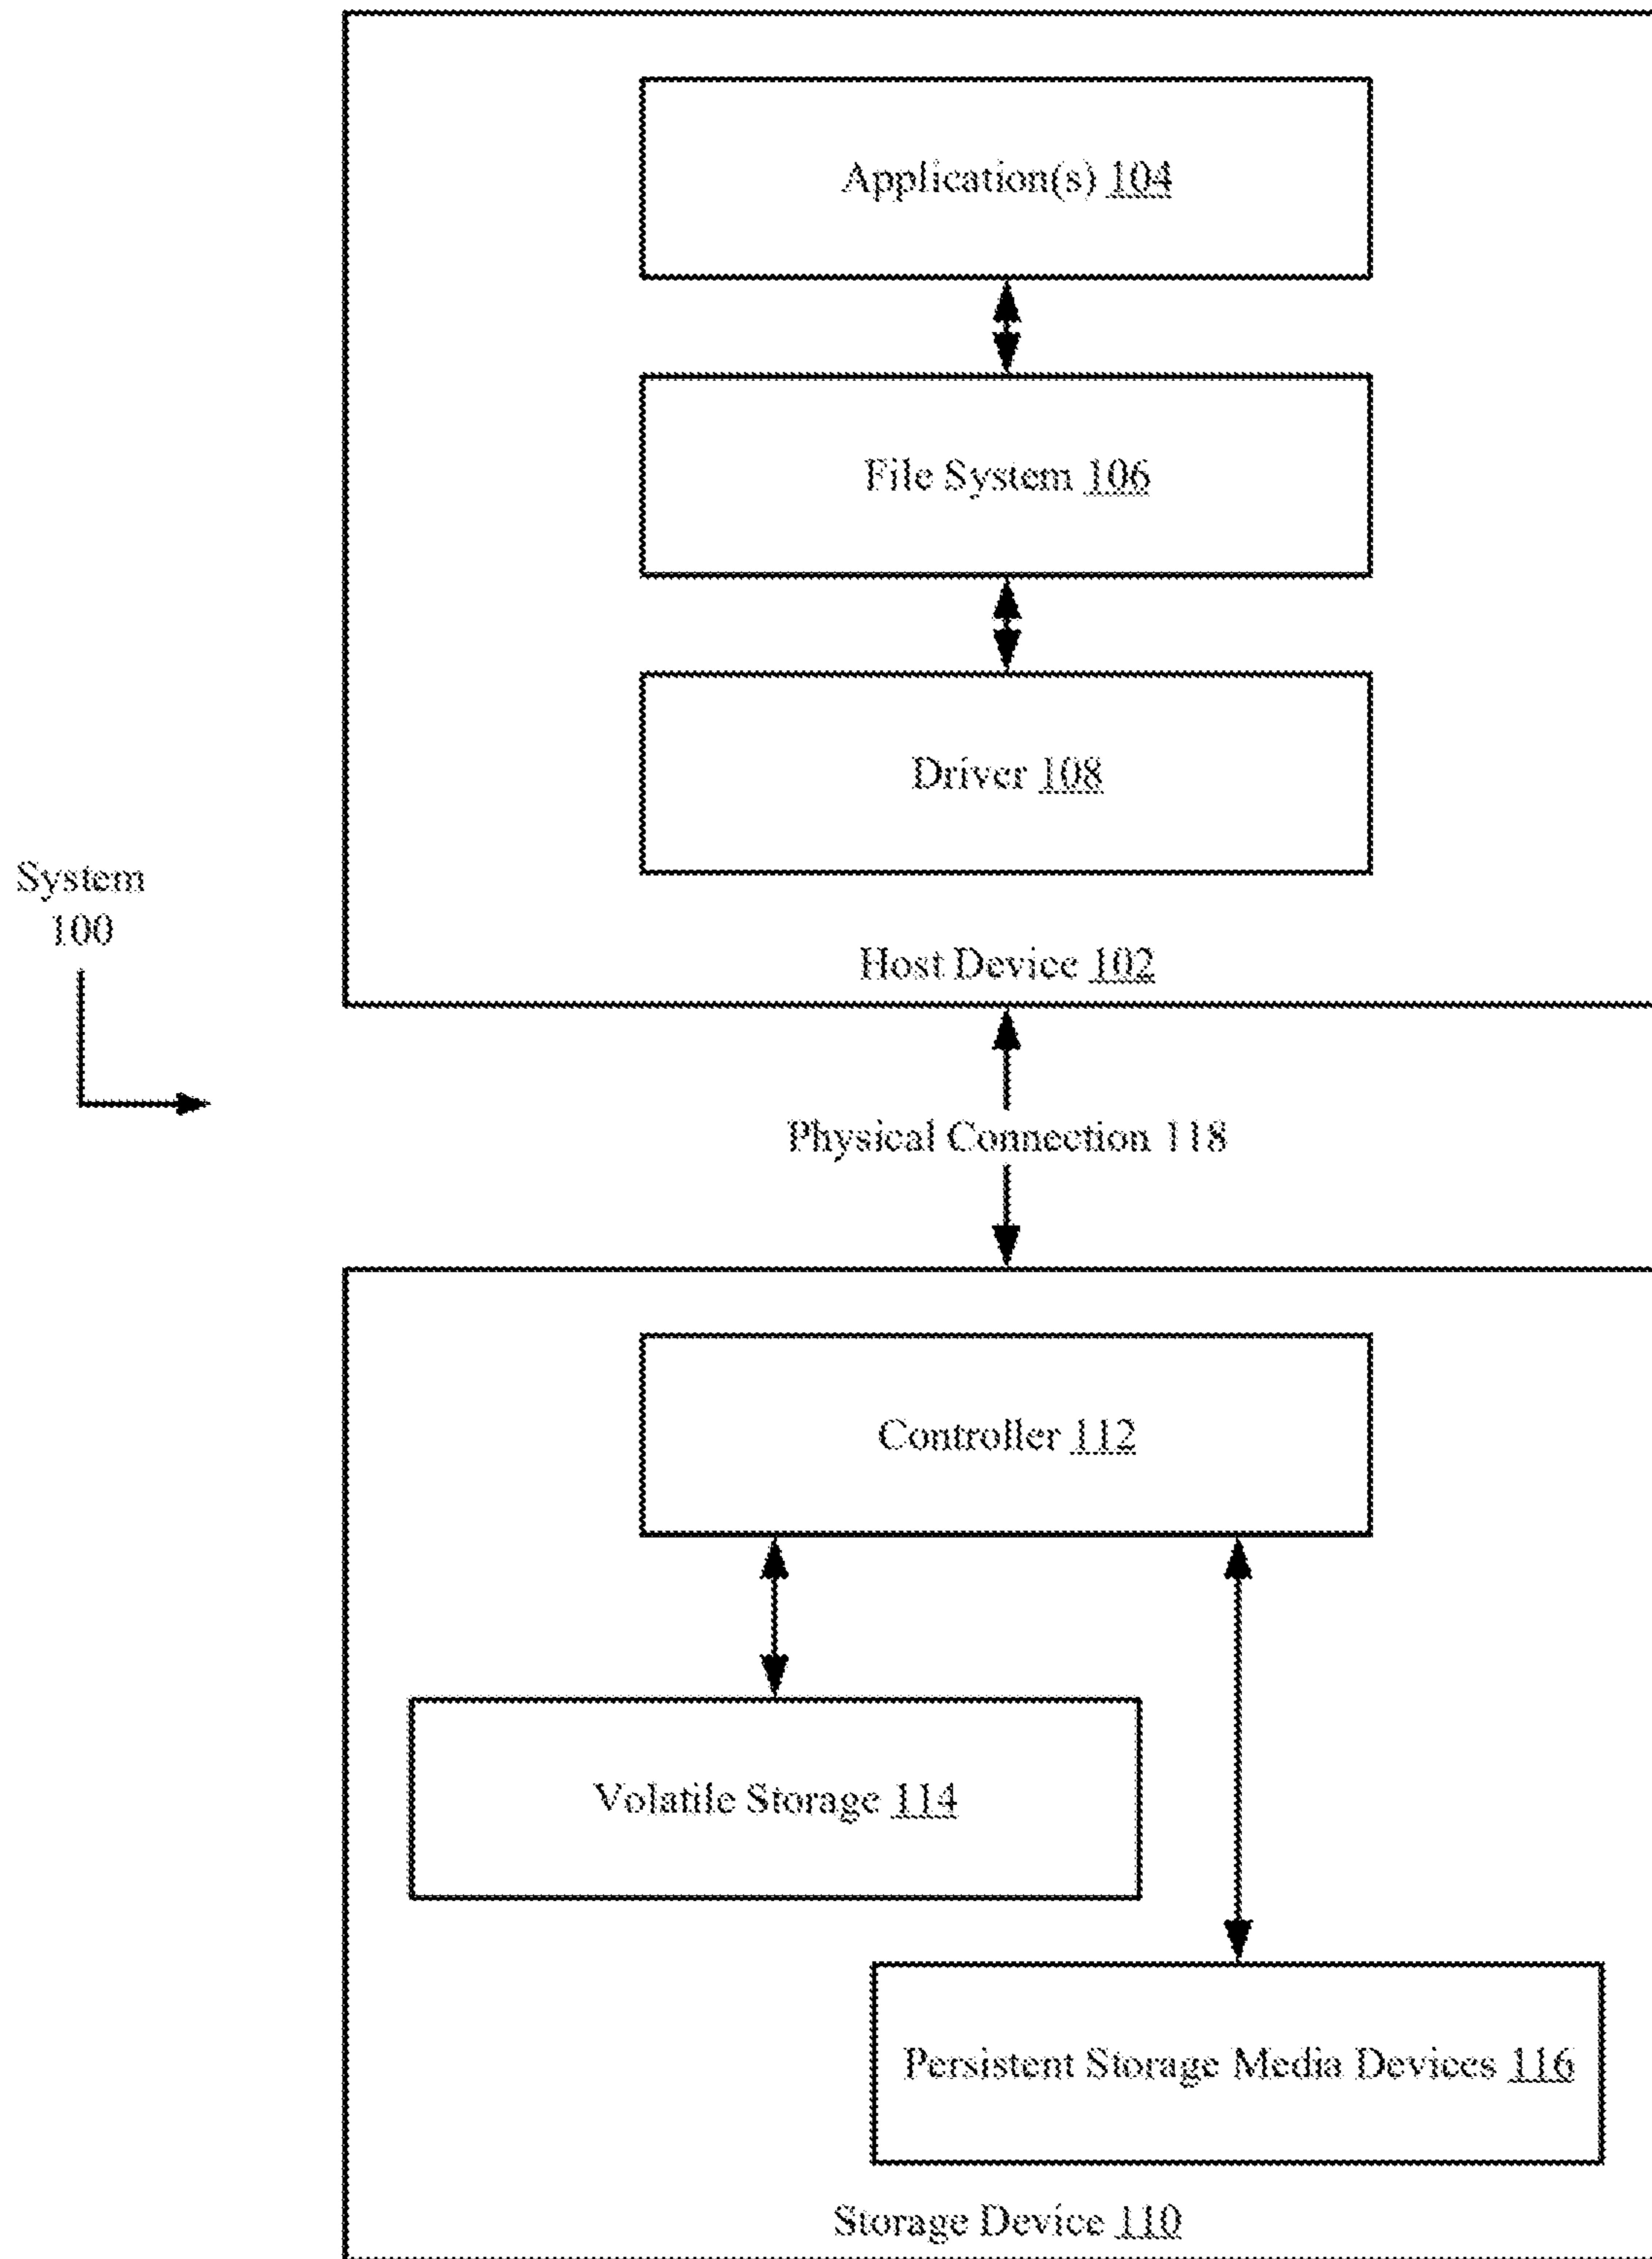 Application(s) 104
File System 106
Driver 108
System
100
Host Device 102
Physical Connection 118
Controller 112
Volatile Storage 114
Persistent Storage Media Devices 116
Storage Device 110